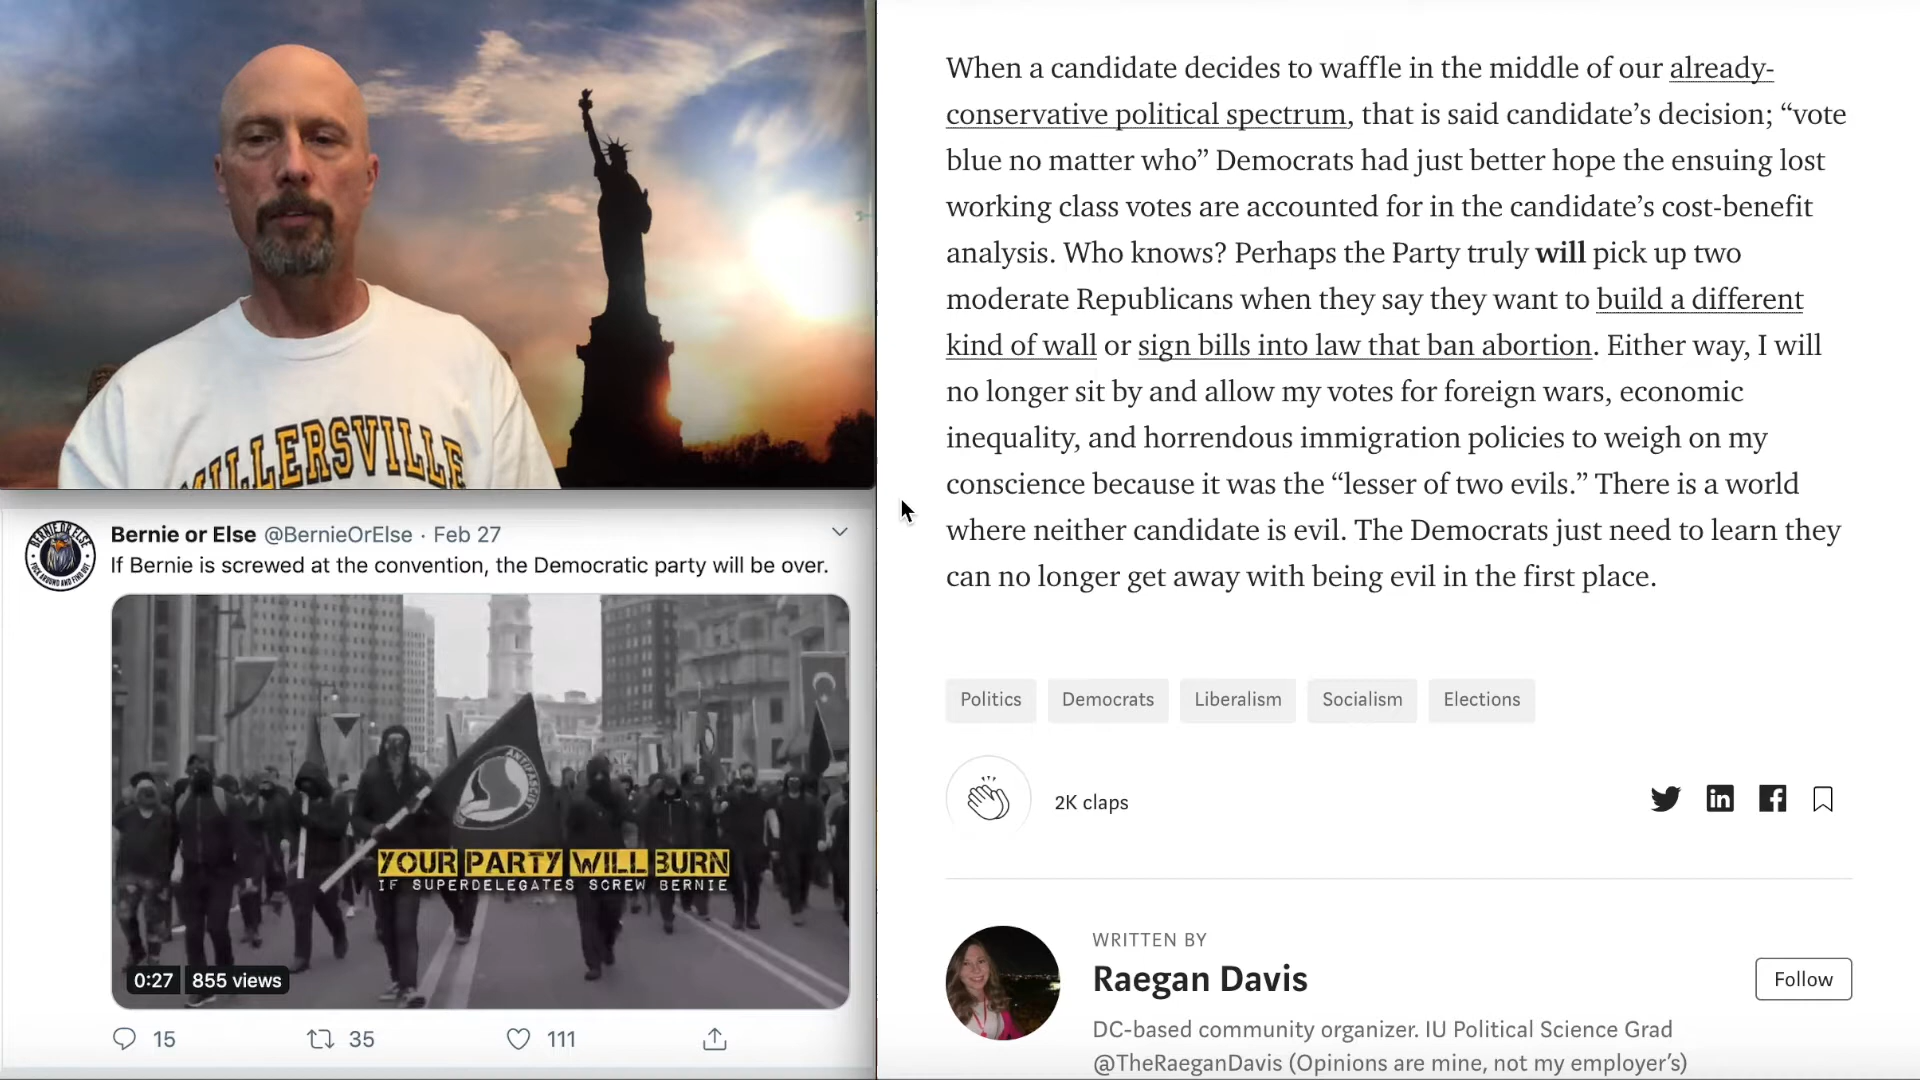 MILLERSVILLE
Bernie or Else @BernieOrElse · Feb 27
If Bernie is screwed at the convention, the Democratic party will be over.
BERNIE OR ELSE
FUCK AROUND AND FIND OUT
ANTIFASCIST
YOUR PARTY WILL BURN
IF SUPERDELEGATES SCREW BERNIE
0:27 855 views
15 35 111
When a candidate decides to waffle in the middle of our already-
conservative political spectrum, that is said candidate’s decision; “vote
blue no matter who” Democrats had just better hope the ensuing lost
working class votes are accounted for in the candidate’s cost-benefit
analysis. Who knows? Perhaps the Party truly will pick up two
moderate Republicans when they say they want to build a different
kind of wall or sign bills into law that ban abortion. Either way, I will
no longer sit by and allow my votes for foreign wars, economic
inequality, and horrendous immigration policies to weigh on my
conscience because it was the “lesser of two evils.” There is a world
where neither candidate is evil. The Democrats just need to learn they
can no longer get away with being evil in the first place.
Politics Democrats Liberalism Socialism Elections
2K claps
WRITTEN BY
Raegan Davis
Follow
DC-based community organizer. IU Political Science Grad
@TheRaeganDavis (Opinions are mine, not my employer’s)